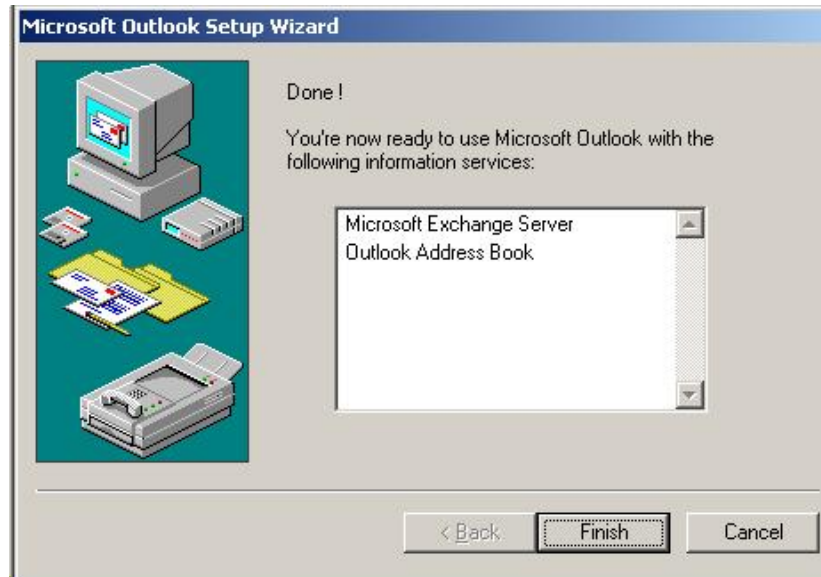 Microsoft Outlook Setup Wizard
Done !
You're now ready to use Microsoft Outlook with the
following information services:
Microsoft Exchange Server
Outlook Address Book
< Back
Finish
Cancel